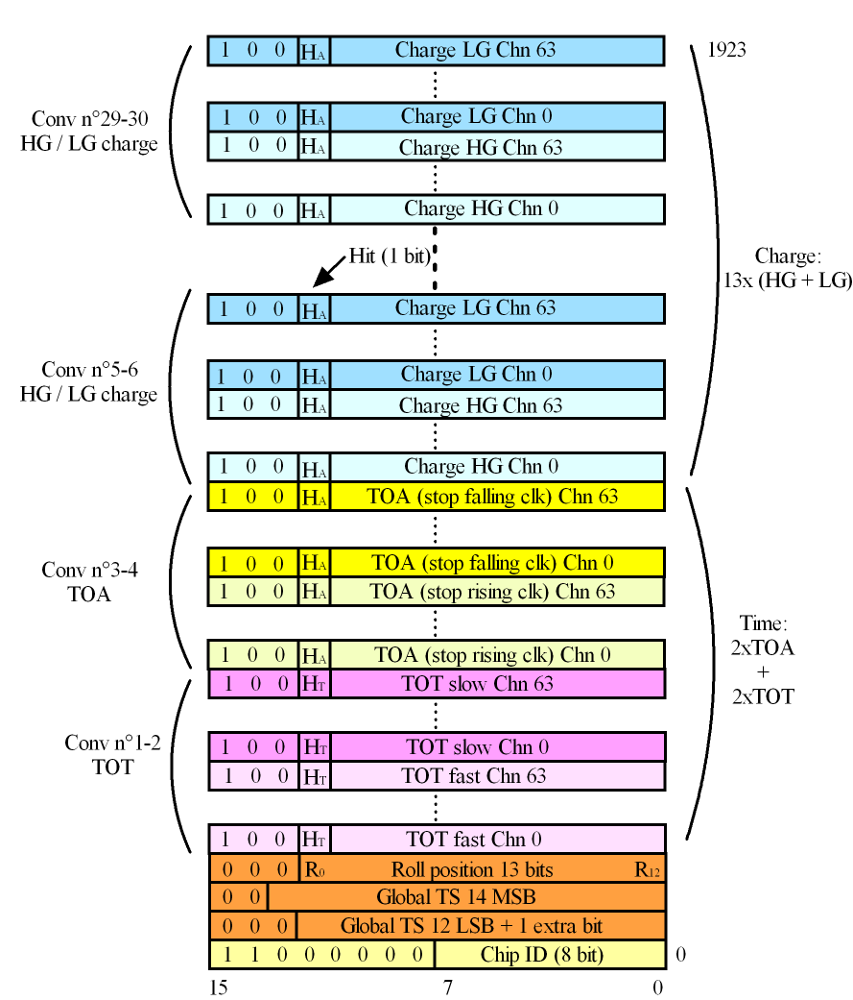 1 0 0 HA Charge LG Chn 63 1923
Conv n°29-30
HG / LG charge
1 0 0 HA Charge LG Chn 0
1 0 0 HA Charge HG Chn 63
1 0 0 HA Charge HG Chn 0
Hit (1 bit)
Charge:
13x (HG + LG)
1 0 0 HA Charge LG Chn 63
Conv n°5-6
HG / LG charge
1 0 0 HA Charge LG Chn 0
1 0 0 HA Charge HG Chn 63
1 0 0 HA Charge HG Chn 0
1 0 0 HA TOA (stop falling clk) Chn 63
Conv n°3-4
TOA
1 0 0 HA TOA (stop falling clk) Chn 0
1 0 0 HA TOA (stop rising clk) Chn 63
Time:
2xTOA
+
2xTOT
1 0 0 HA TOA (stop rising clk) Chn 0
1 0 0 HT TOT slow Chn 63
Conv n°1-2
TOT
1 0 0 HT TOT slow Chn 0
1 0 0 HT TOT fast Chn 63
1 0 0 HT TOT fast Chn 0
0 0 0 R0 Roll position 13 bits R12
0 0 Global TS 14 MSB
0 0 0 Global TS 12 LSB + 1 extra bit
1 1 0 0 0 0 0 0 Chip ID (8 bit) 0
15 7 0